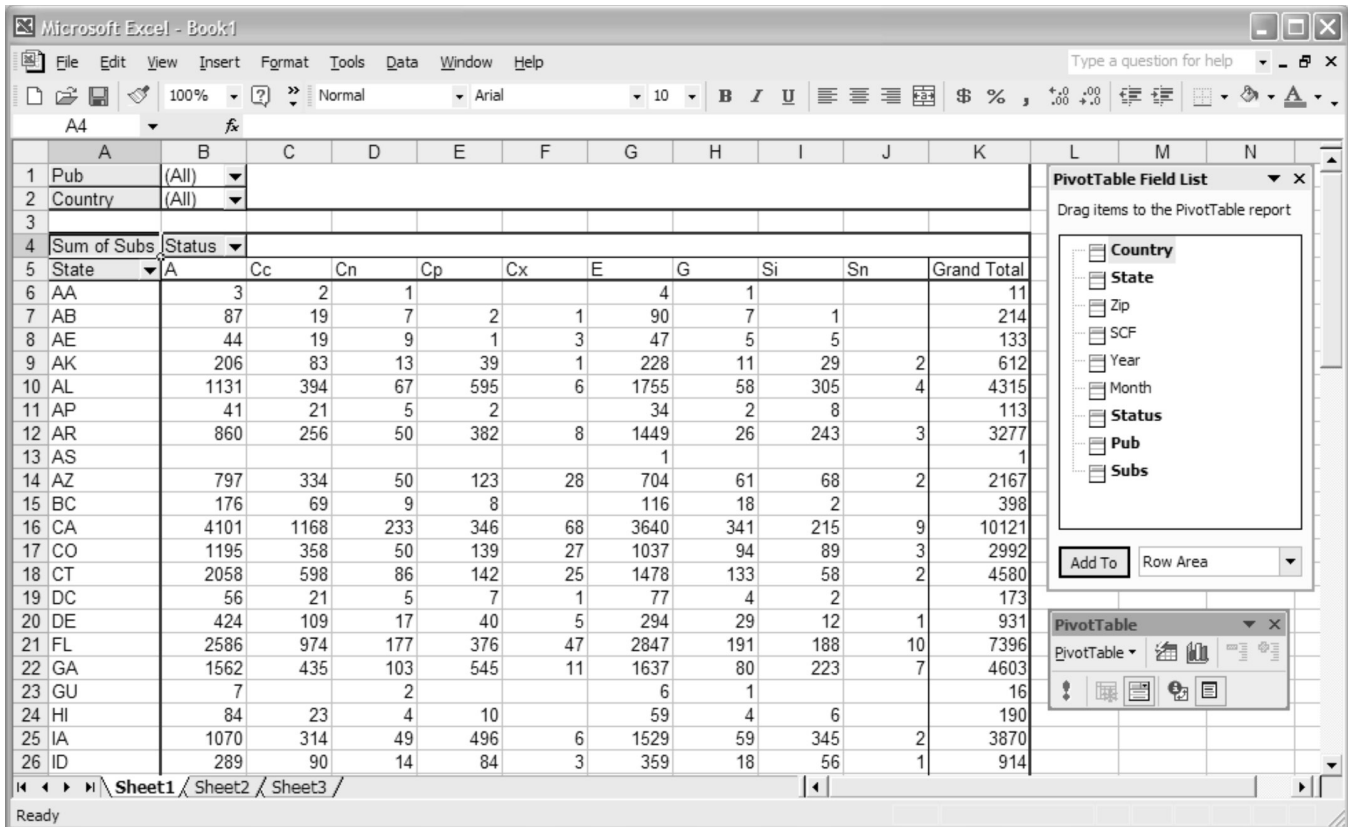 Microsoft Excel - Book1
File Edit View Insert Format Tools Data Window Help Type a question for help
100% Normal Arial 10 B I U $ % ,
A4 fx
A B C D E F G H I J K L M N
1 Pub (All)
2 Country (All)
3
4 Sum of Subs Status
5 State A Cc Cn Cp Cx E G Si Sn Grand Total
6 AA 3 2 1 4 1 11
7 AB 87 19 7 2 1 90 7 1 214
8 AE 44 19 9 1 3 47 5 5 133
9 AK 206 83 13 39 1 228 11 29 2 612
10 AL 1131 394 67 595 6 1755 58 305 4 4315
11 AP 41 21 5 2 34 2 8 113
12 AR 860 256 50 382 8 1449 26 243 3 3277
13 AS 1 1
14 AZ 797 334 50 123 28 704 61 68 2 2167
15 BC 176 69 9 8 116 18 2 398
16 CA 4101 1168 233 346 68 3640 341 215 9 10121
17 CO 1195 358 50 139 27 1037 94 89 3 2992
18 CT 2058 598 86 142 25 1478 133 58 2 4580
19 DC 56 21 5 7 1 77 4 2 173
20 DE 424 109 17 40 5 294 29 12 1 931
21 FL 2586 974 177 376 47 2847 191 188 10 7396
22 GA 1562 435 103 545 11 1637 80 223 7 4603
23 GU 7 2 6 1 16
24 HI 84 23 4 10 59 4 6 190
25 IA 1070 314 49 496 6 1529 59 345 2 3870
26 ID 289 90 14 84 3 359 18 56 1 914
PivotTable Field List
Drag items to the PivotTable report
Country
State
Zip
SCF
Year
Month
Status
Pub
Subs
Add To Row Area
PivotTable
PivotTable
Sheet1 Sheet2 Sheet3
Ready